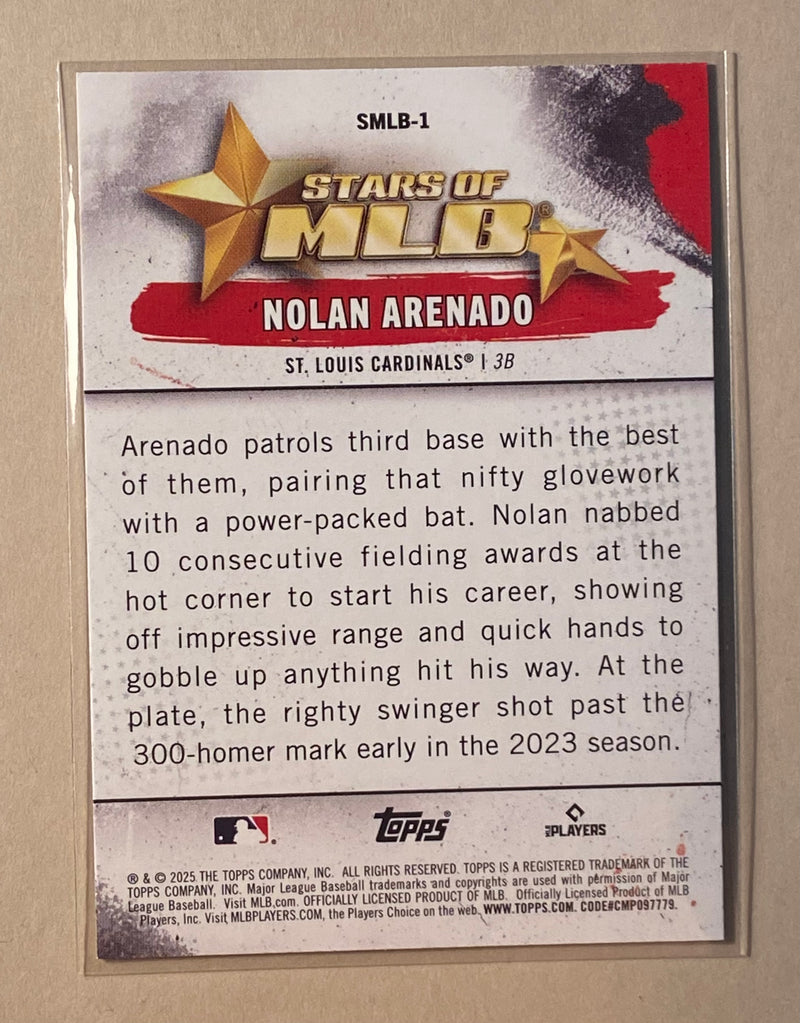 SMLB-1
STARS OF
MLB®
NOLAN ARENADO
ST. LOUIS CARDINALS® | 3B
Arenado patrols third base with the best
of them, pairing that nifty glovework
with a power-packed bat. Nolan nabbed
10 consecutive fielding awards at the
hot corner to start his career, showing
off impressive range and quick hands to
gobble up anything hit his way. At the
plate, the righty swinger shot past the
300-homer mark early in the 2023 season.
Topps® MLB PLAYERS
® & © 2025 THE TOPPS COMPANY, INC. ALL RIGHTS RESERVED. TOPPS IS A REGISTERED TRADEMARK OF THE
TOPPS COMPANY, INC. Major League Baseball trademarks and copyrights are used with permission of Major
League Baseball. Visit MLB.com. OFFICIALLY LICENSED PRODUCT OF MLB. Officially Licensed Product of MLB
Players, Inc. Visit MLBPLAYERS.COM, the Players Choice on the web. WWW.TOPPS.COM. CODE#CMP097779.